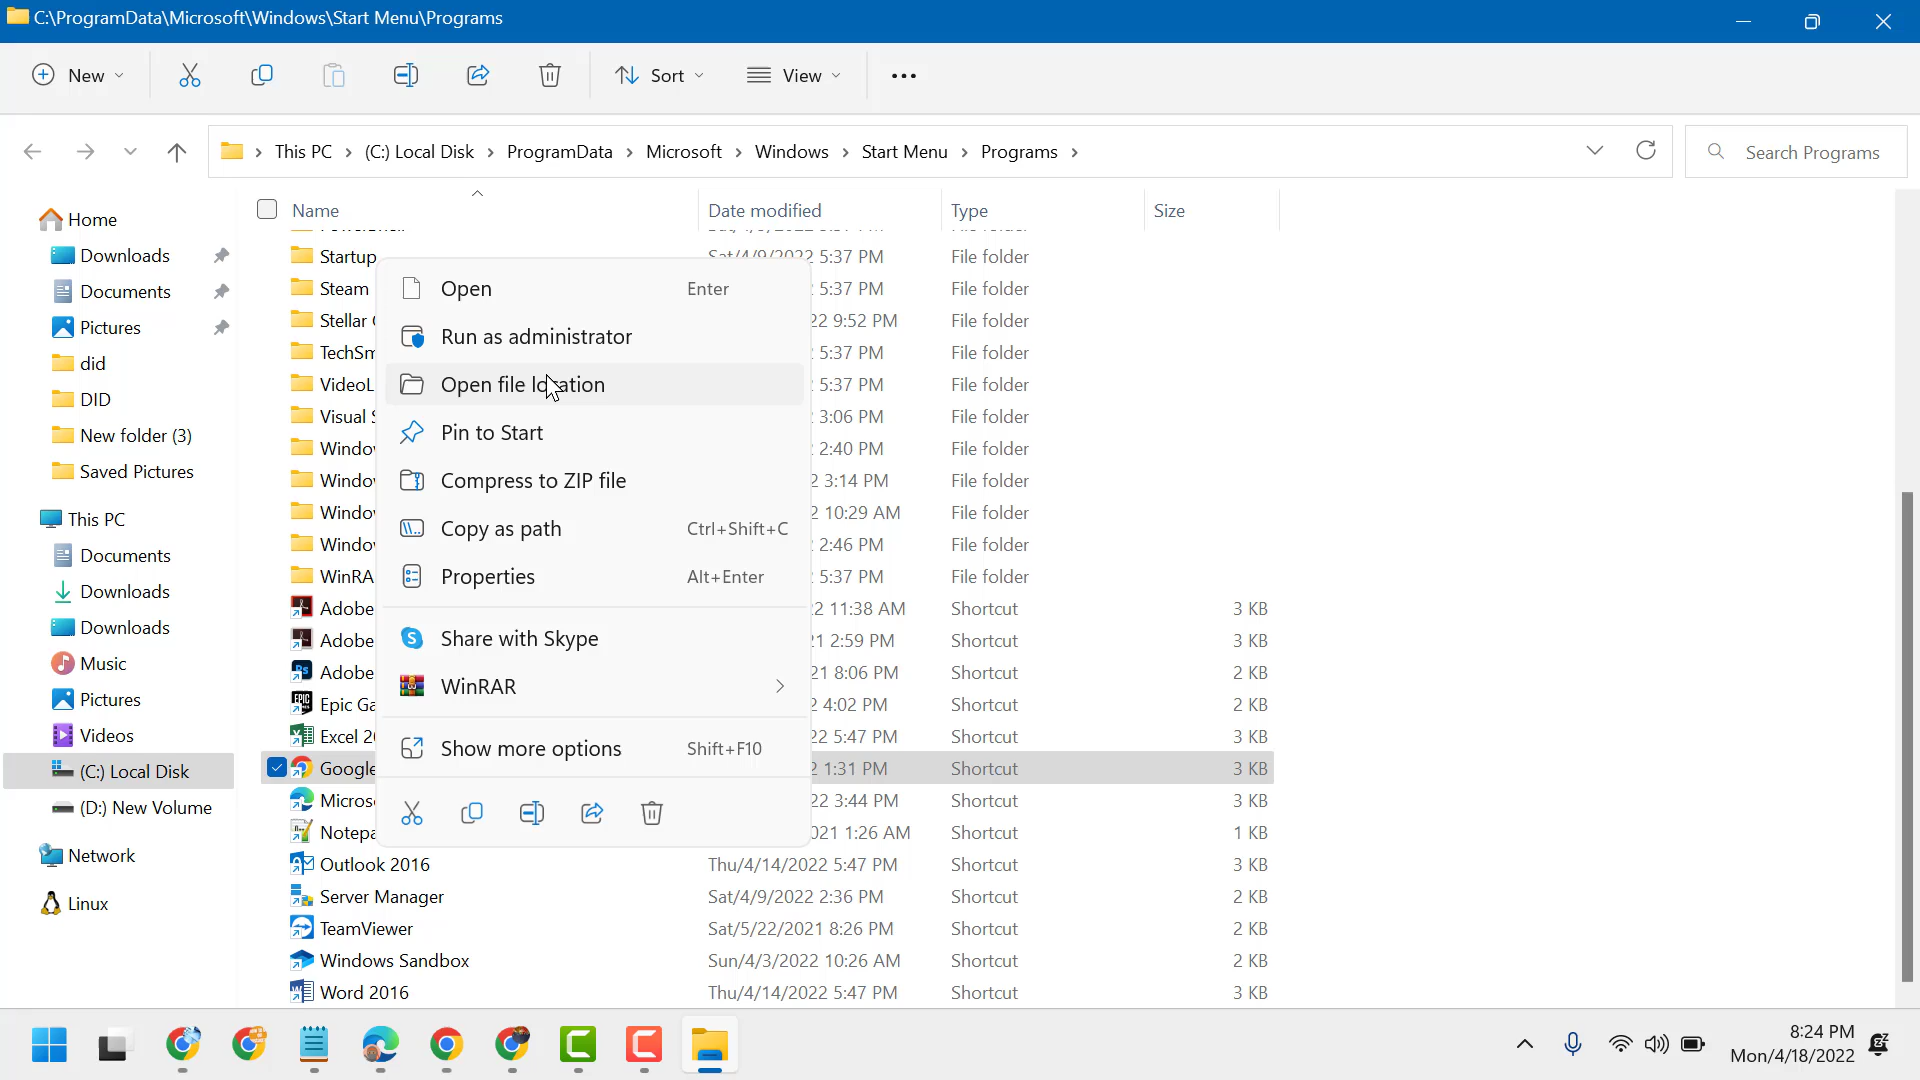 C:\ProgramData\Microsoft\Windows\Start Menu\Programs
New
Sort
View
This PC > (C:) Local Disk > ProgramData > Microsoft > Windows > Start Menu > Programs >
Search Programs
Name Date modified Type Size
Home
Downloads
Documents
Pictures
did
DID
New folder (3)
Saved Pictures
This PC
Documents
Downloads
Downloads
Music
Pictures
Videos
(C:) Local Disk
(D:) New Volume
Network
Linux
Startup Sat/4/9/2022 5:37 PM File folder
Steam 5:37 PM File folder
Stellar 22 9:52 PM File folder
TechSm 5:37 PM File folder
VideoL 5:37 PM File folder
Visual 3:06 PM File folder
Windo 2:40 PM File folder
Windo 2 3:14 PM File folder
Windo 2 10:29 AM File folder
Windo 2:46 PM File folder
WinRA 5:37 PM File folder
Adobe 22 11:38 AM Shortcut 3 KB
Adobe 21 2:59 PM Shortcut 3 KB
Adobe 21 8:06 PM Shortcut 2 KB
Epic Ga 2 4:02 PM Shortcut 2 KB
Excel 2 22 5:47 PM Shortcut 3 KB
Google 2 1:31 PM Shortcut 3 KB
Micros 22 3:44 PM Shortcut 3 KB
Notepa 021 1:26 AM Shortcut 1 KB
Outlook 2016 Thu/4/14/2022 5:47 PM Shortcut 3 KB
Server Manager Sat/4/9/2022 2:36 PM Shortcut 2 KB
TeamViewer Sat/5/22/2021 8:26 PM Shortcut 2 KB
Windows Sandbox Sun/4/3/2022 10:26 AM Shortcut 2 KB
Word 2016 Thu/4/14/2022 5:47 PM Shortcut 3 KB
Open Enter
Run as administrator
Open file location
Pin to Start
Compress to ZIP file
Copy as path Ctrl+Shift+C
Properties Alt+Enter
Share with Skype
WinRAR
Show more options Shift+F10
8:24 PM
Mon/4/18/2022